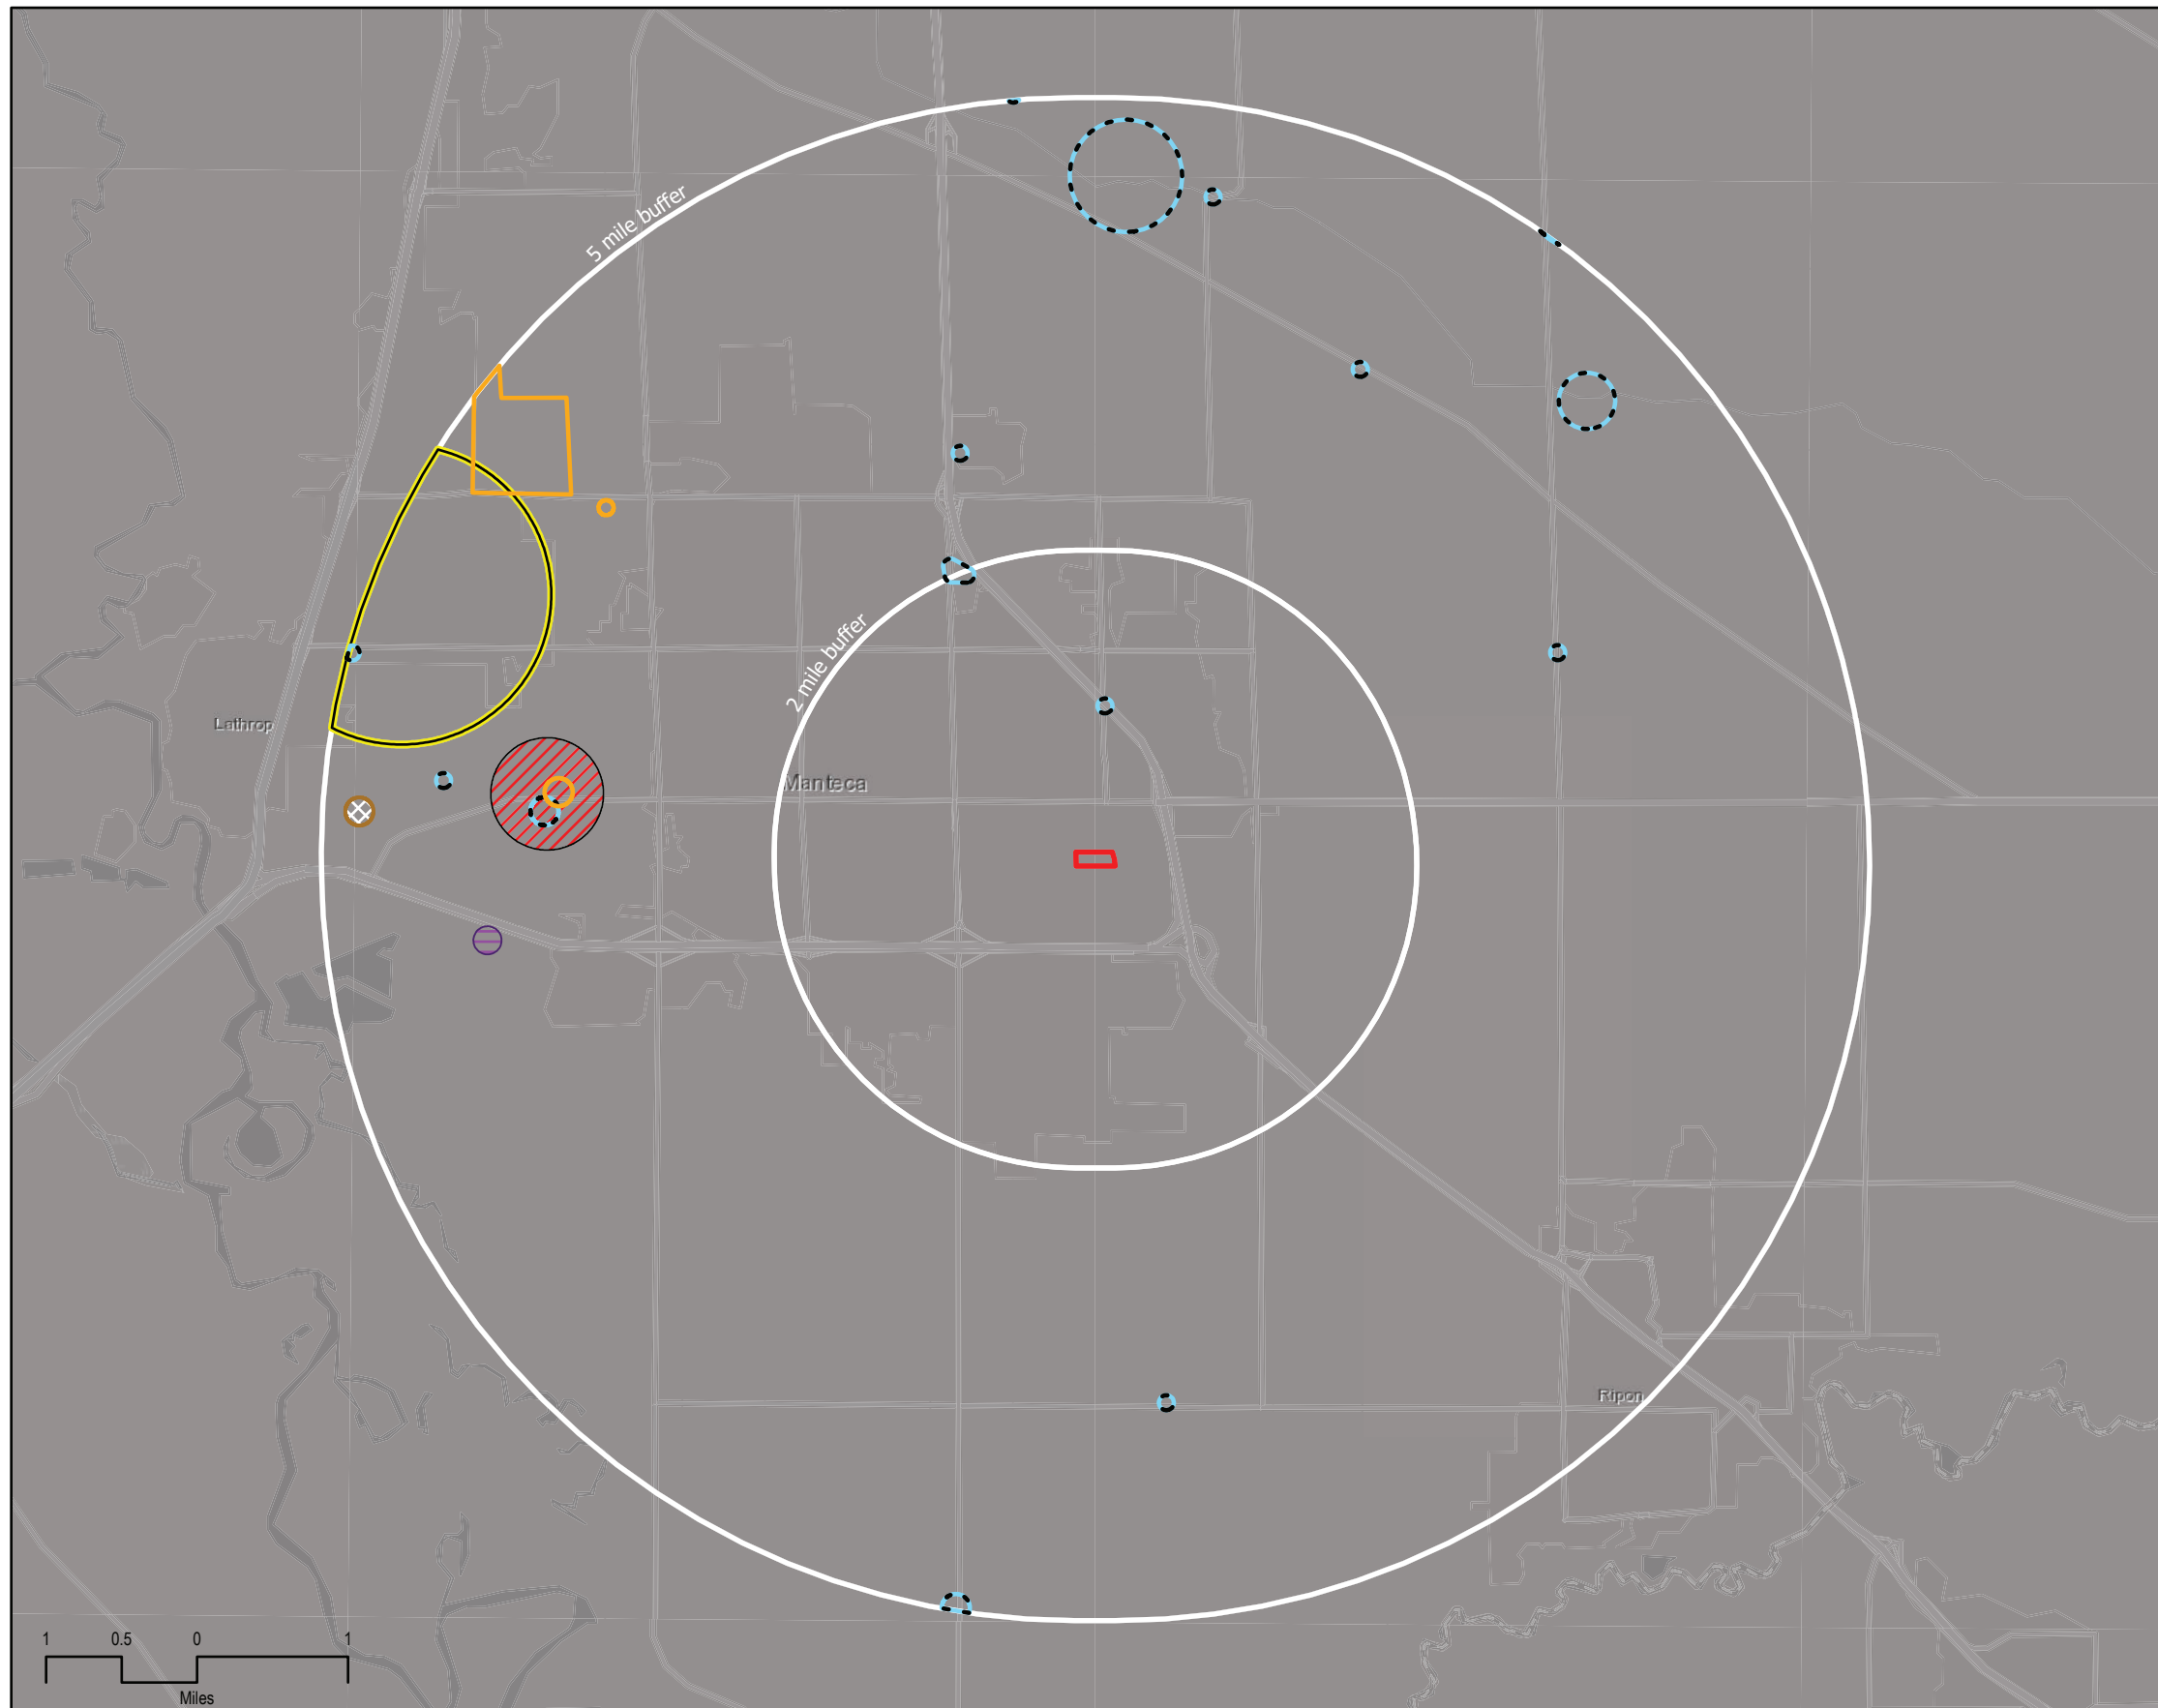 5 mile buffer
2 mile buffer
Lathrop
Manteca
Ripon
1 0.5 0 1
Miles